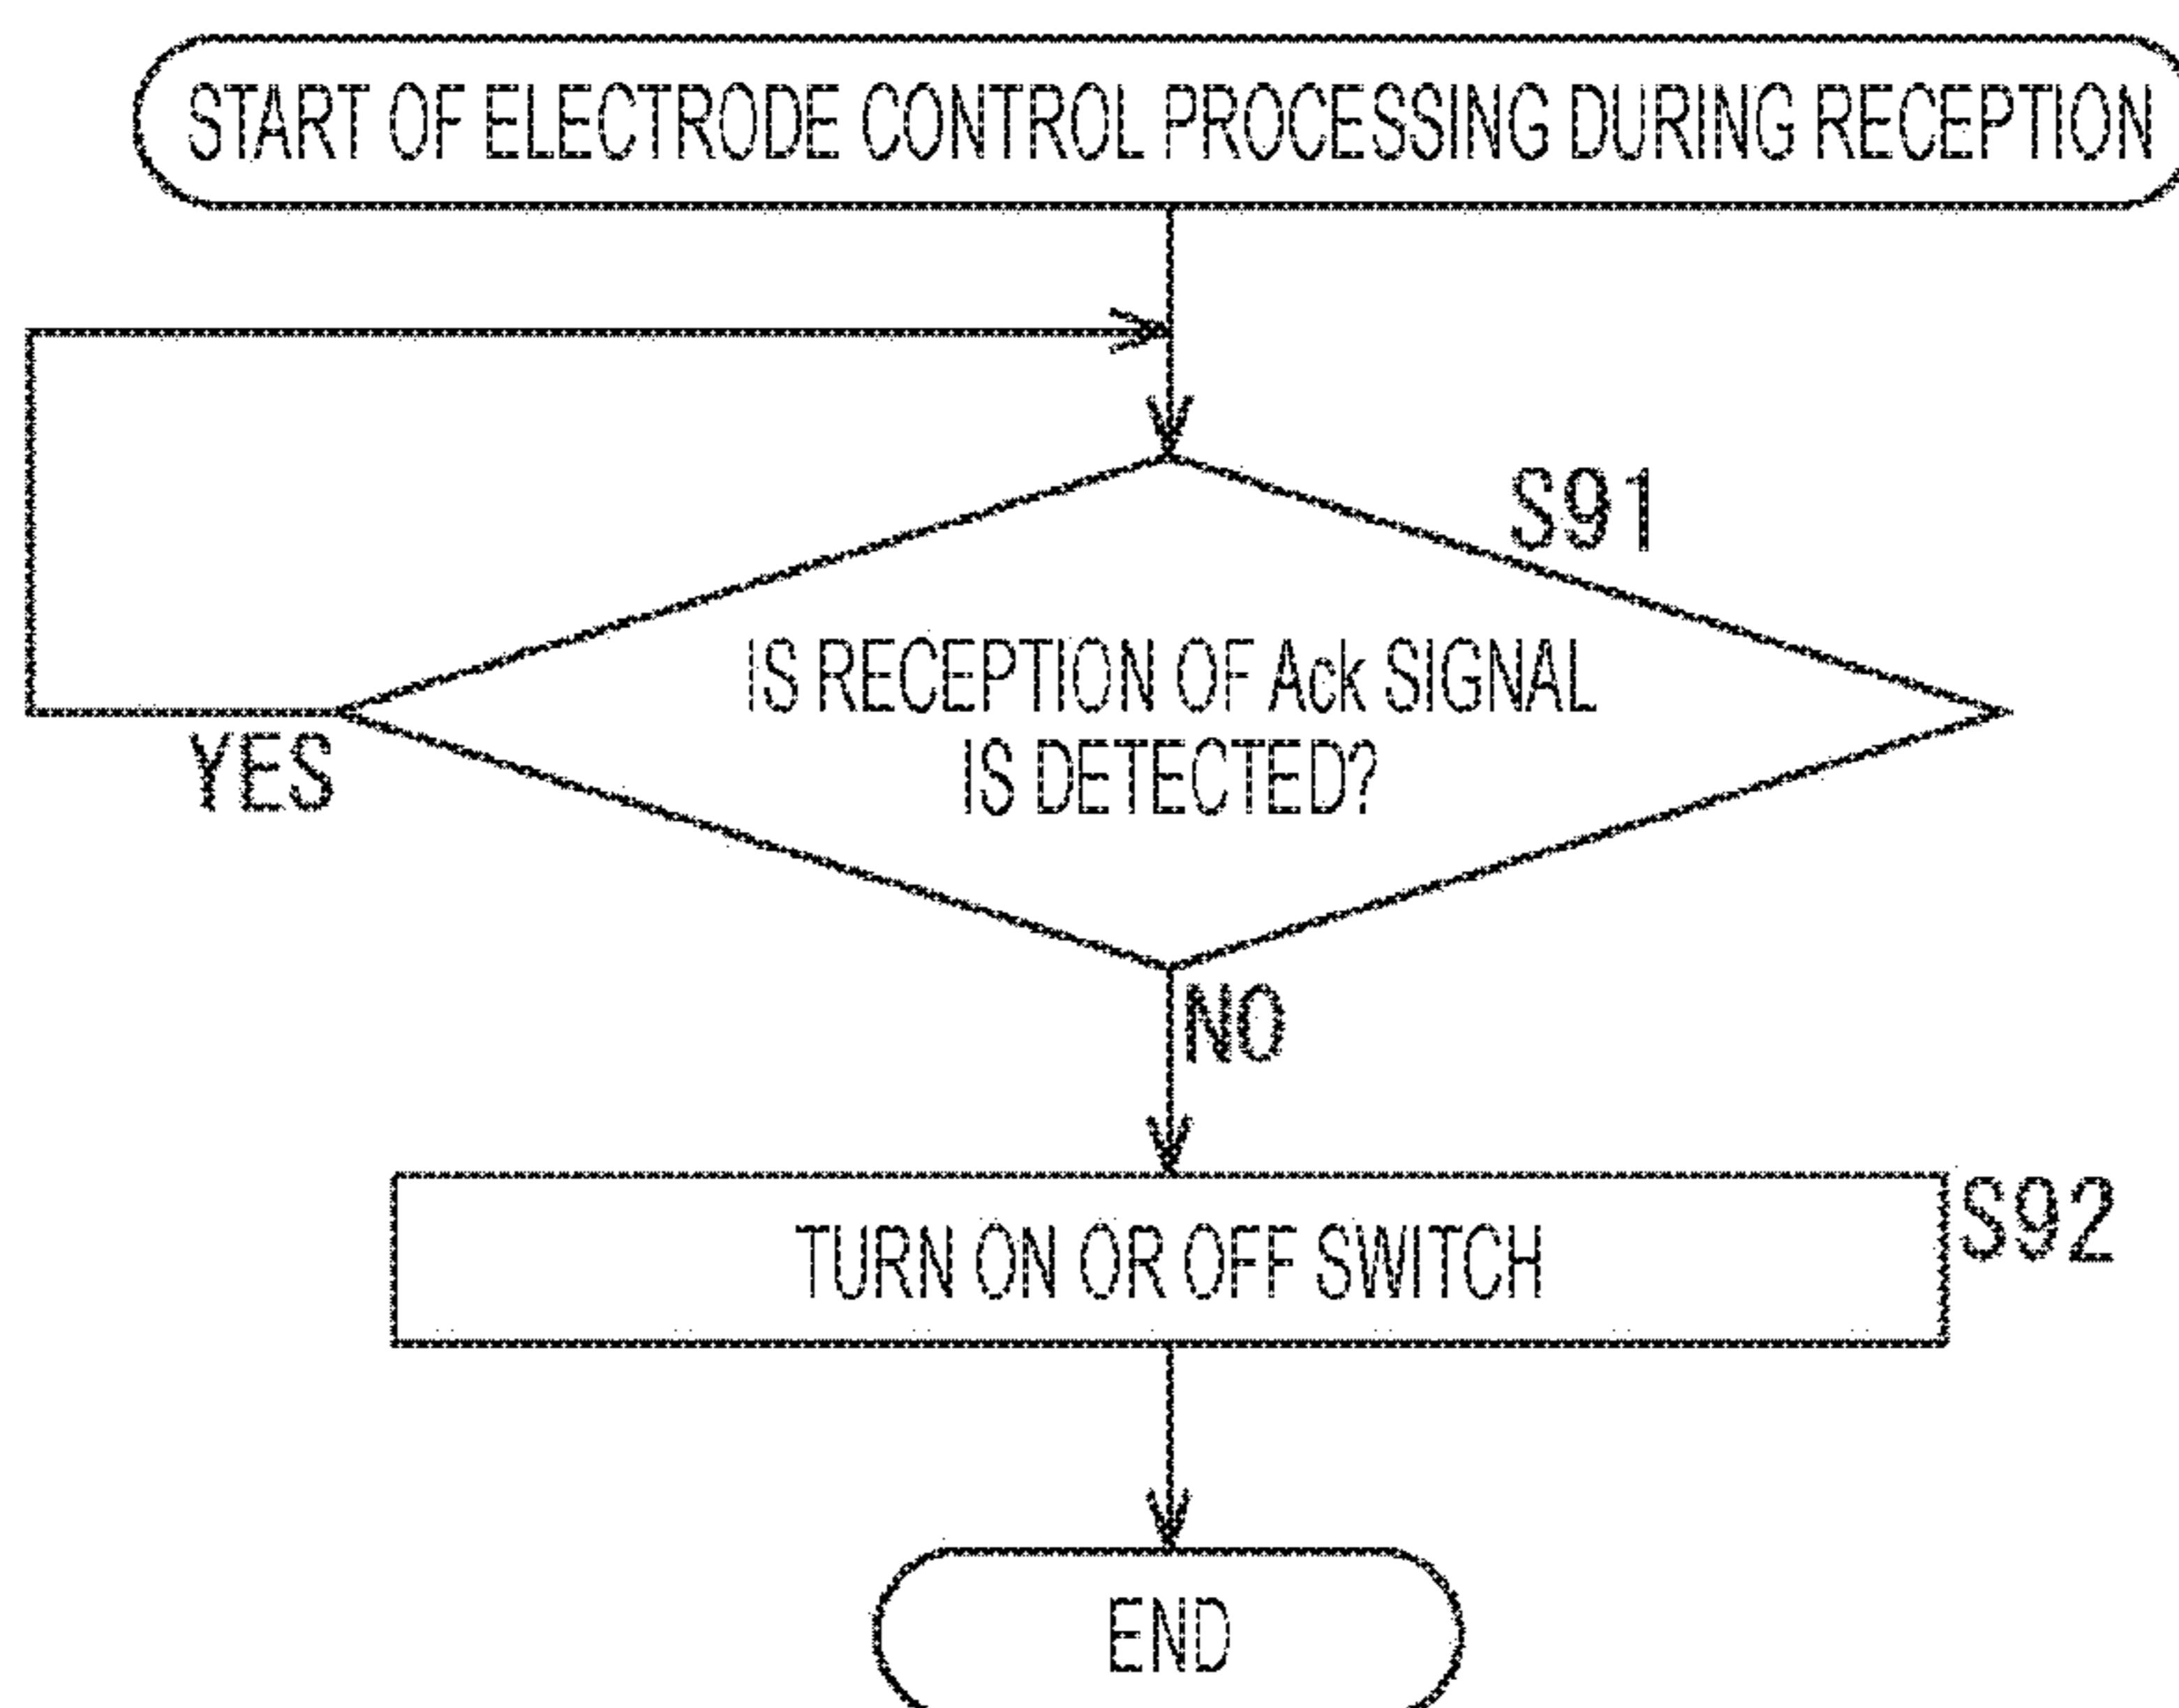 START OF ELECTRODE CONTROL PROCESSING DURING RECEPTION
S91
IS RECEPTION OF Ack SIGNAL
IS DETECTED?
YES
NO
TURN ON OR OFF SWITCH
S92
END